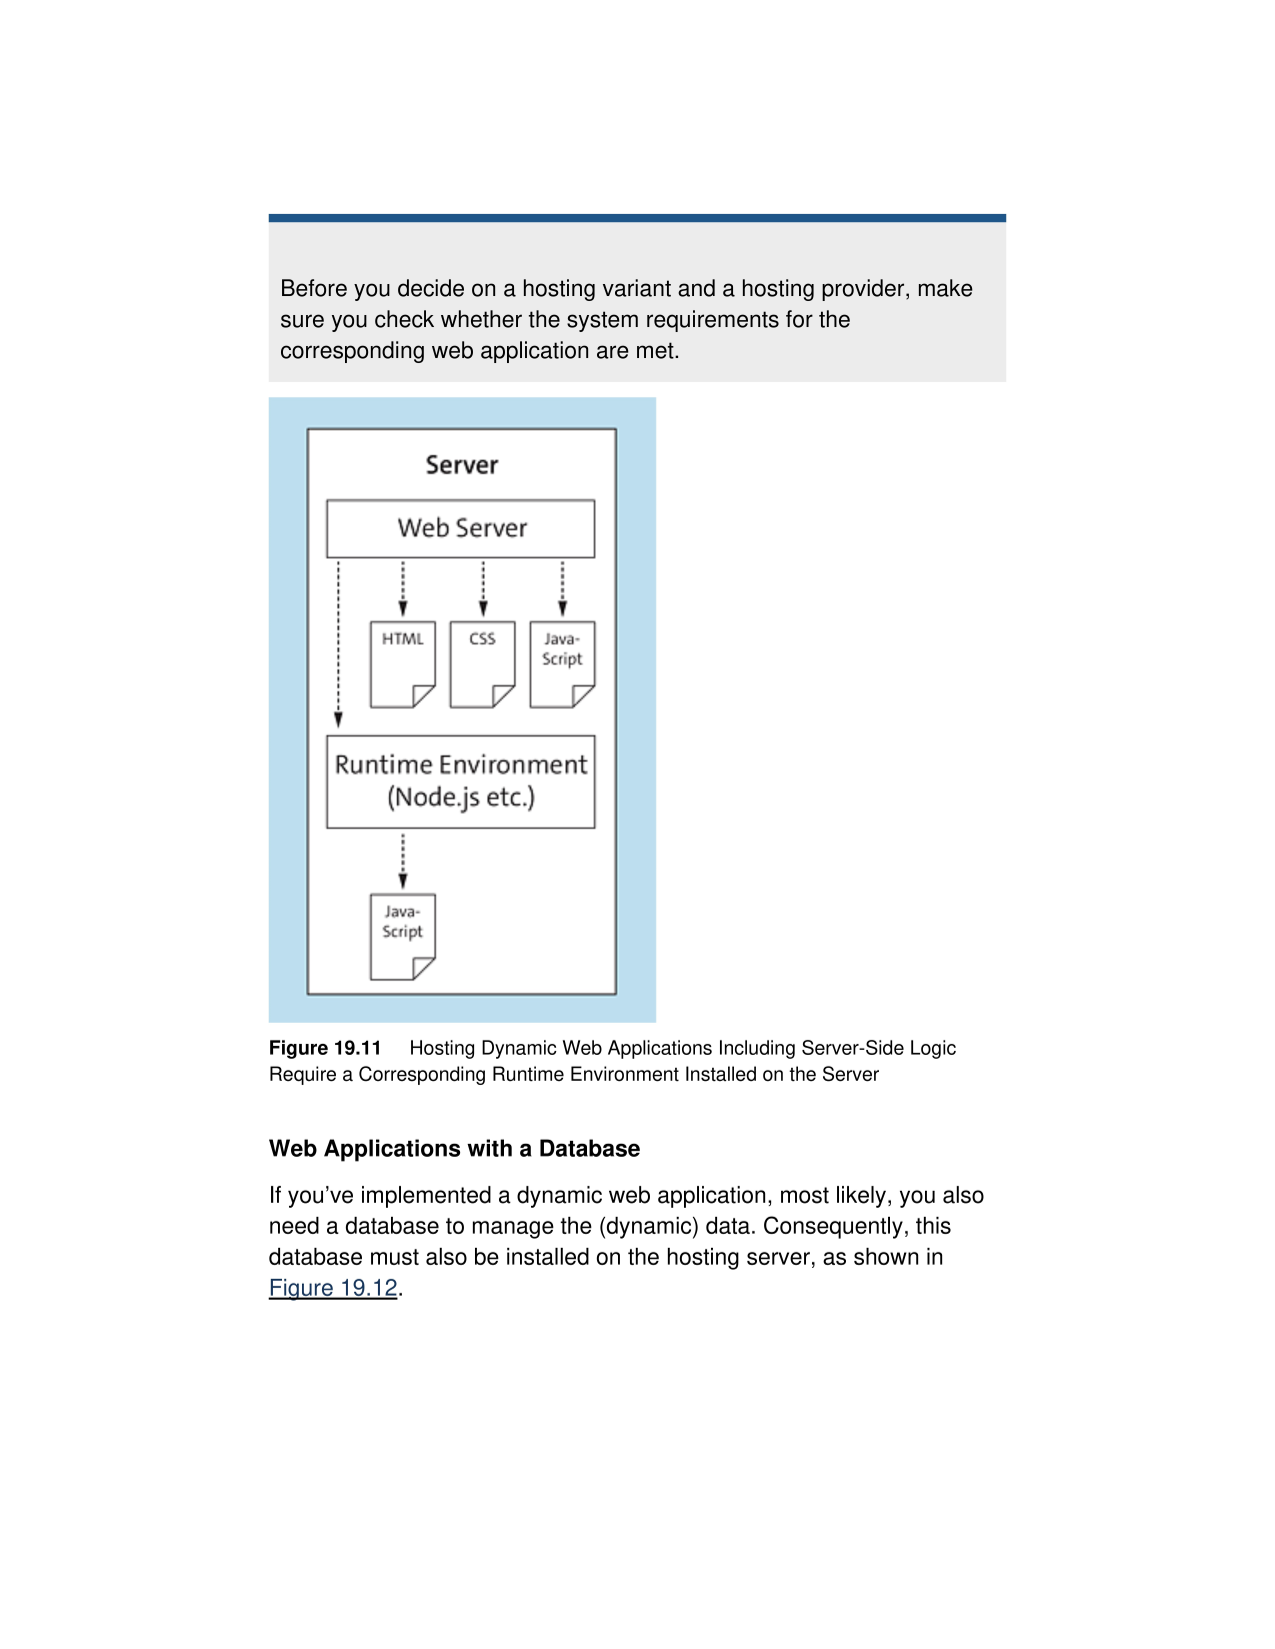 Before you decide on a hosting variant and a hosting provider, make
sure you check whether the system requirements for the
corresponding web application are met.
Server
Web Server
HTML
CSS
Java-
Script
Runtime Environment
(Node.js etc.)
Java-
Script
Figure 19.11 Hosting Dynamic Web Applications Including Server-Side Logic
Require a Corresponding Runtime Environment Installed on the Server
Web Applications with a Database
If you’ve implemented a dynamic web application, most likely, you also
need a database to manage the (dynamic) data. Consequently, this
database must also be installed on the hosting server, as shown in
Figure 19.12.